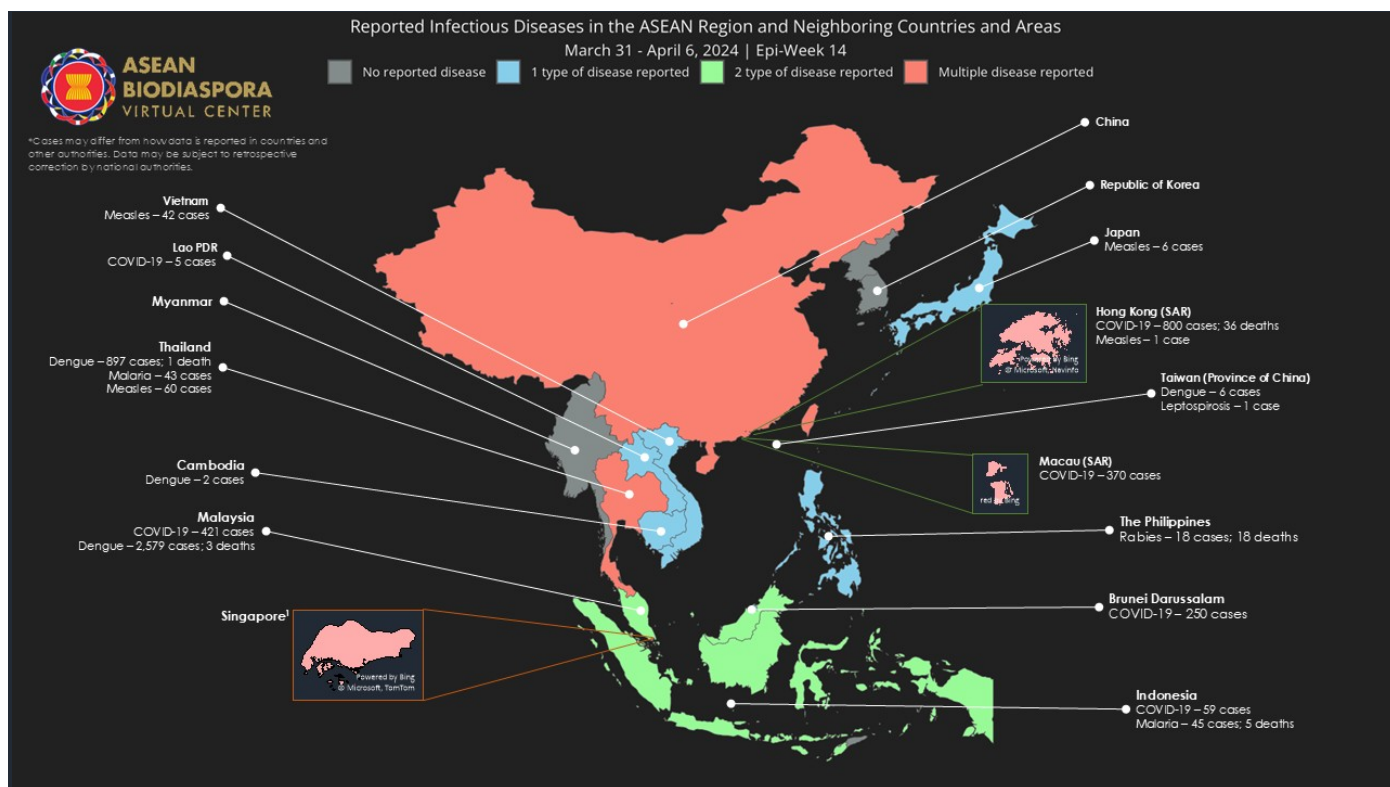 Reported Infectious Diseases in the ASEAN Region and Neighboring Countries and Areas
March 31 - April 6, 2024 | Epi-Week 14
No reported disease
1 type of disease reported
2 type of disease reported
Multiple disease reported
ASEAN
BIODIASPORA
VIRTUAL CENTER
*Cases may differ from how data is reported in countries and
other authorities. Data may be subject to retrospective
correction by national authorities.
Vietnam
Measles – 42 cases
Lao PDR
COVID-19 – 5 cases
Myanmar
Thailand
Dengue – 897 cases; 1 death
Malaria – 43 cases
Measles – 60 cases
Cambodia
Dengue – 2 cases
Malaysia
COVID-19 – 421 cases
Dengue – 2,579 cases; 3 deaths
Singapore¹
Powered by Bing
© Microsoft, TomTom
China
Republic of Korea
Japan
Measles – 6 cases
Hong Kong (SAR)
COVID-19 – 800 cases; 36 deaths
Measles – 1 case
Powered by Bing
© Microsoft, Navinfo
Taiwan (Province of China)
Dengue – 6 cases
Leptospirosis – 1 case
Macau (SAR)
COVID-19 – 370 cases
red by Bing
The Philippines
Rabies – 18 cases; 18 deaths
Brunei Darussalam
COVID-19 – 250 cases
Indonesia
COVID-19 – 59 cases
Malaria – 45 cases; 5 deaths